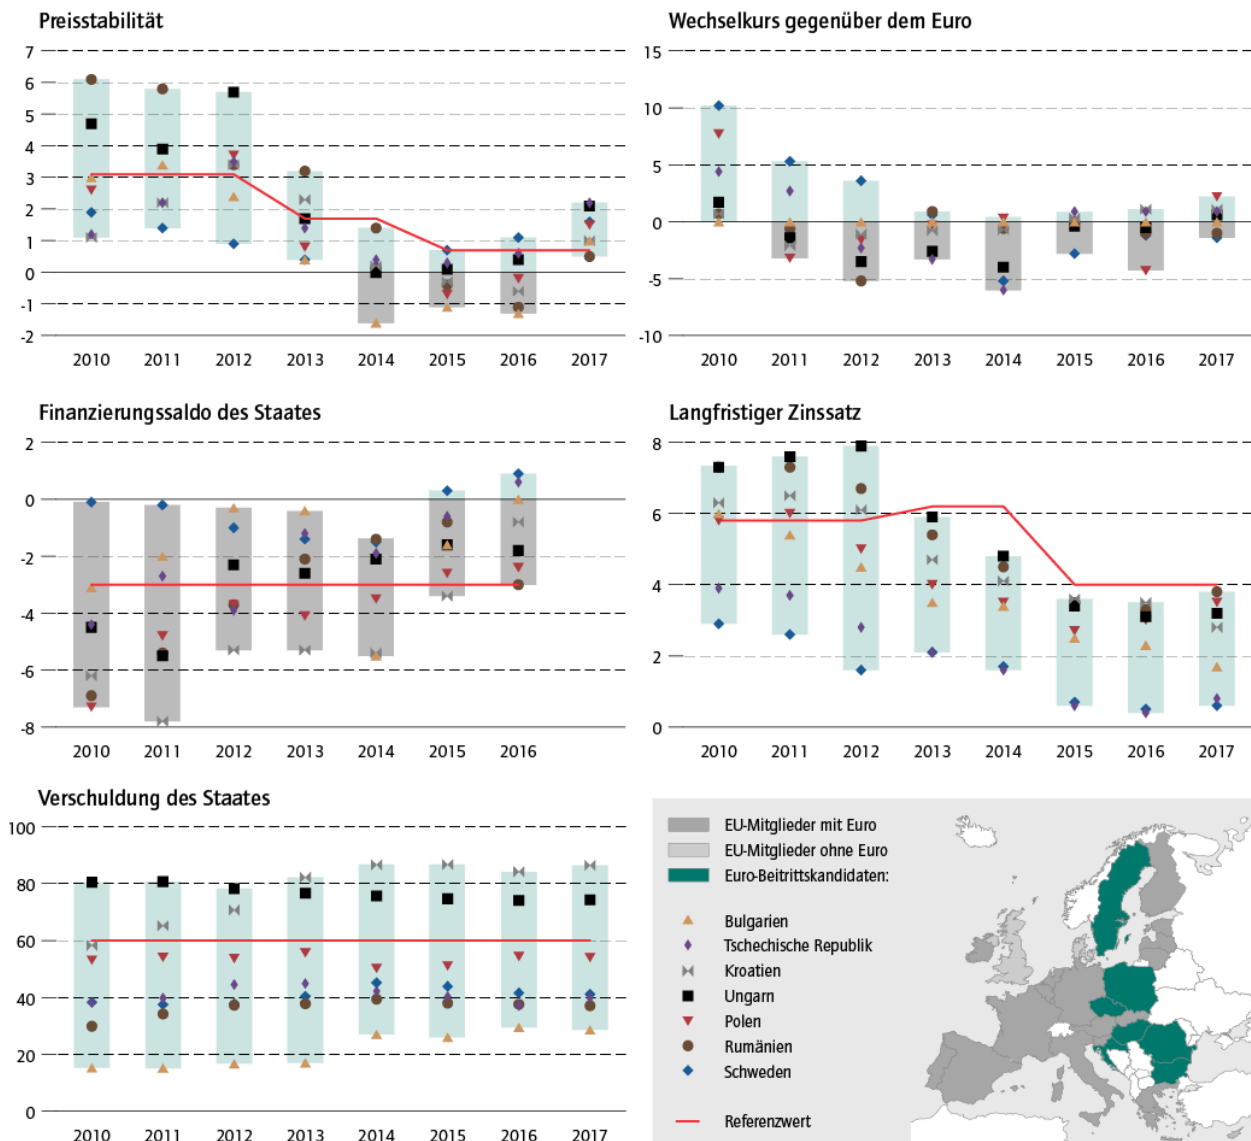 Preisstabilität
7
6
5
4
3
2
1
0
-1
-2
2010 2011 2012 2013 2014 2015 2016 2017
Wechselkurs gegenüber dem Euro
15
10
5
0
-5
-10
2010 2011 2012 2013 2014 2015 2016 2017
Finanzierungssaldo des Staates
2
0
-2
-4
-6
-8
2010 2011 2012 2013 2014 2015 2016
Langfristiger Zinssatz
8
6
4
2
0
2010 2011 2012 2013 2014 2015 2016 2017
Verschuldung des Staates
100
80
60
40
20
0
2010 2011 2012 2013 2014 2015 2016 2017
EU-Mitglieder mit Euro
EU-Mitglieder ohne Euro
Euro-Beitrittskandidaten:
Bulgarien
Tschechische Republik
Kroatien
Ungarn
Polen
Rumänien
Schweden
Referenzwert